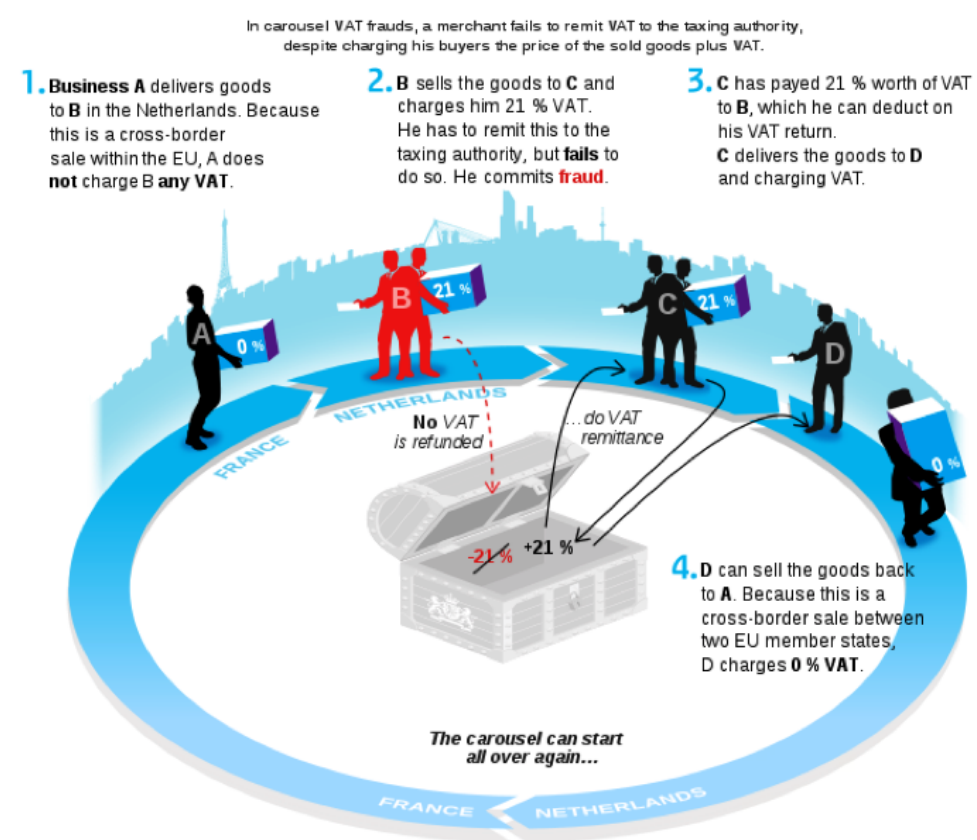 In carousel VAT frauds, a merchant fails to remit VAT to the taxing authority,
despite charging his buyers the price of the sold goods plus VAT.
1. Business A delivers goods
to B in the Netherlands. Because
this is a cross-border
sale within the EU, A does
not charge B any VAT.
2. B sells the goods to C and
charges him 21 % VAT.
He has to remit this to the
taxing authority, but fails to
do so. He commits fraud.
3. C has payed 21 % worth of VAT
to B, which he can deduct on
his VAT return.
C delivers the goods to D
and charging VAT.
A
0 %
B
21 %
C
21 %
D
0 %
FRANCE
NETHERLANDS
No VAT
is refunded
...do VAT
remittance
-21 %
+21 %
4. D can sell the goods back
to A. Because this is a
cross-border sale between
two EU member states,
D charges 0 % VAT.
The carousel can start
all over again...
FRANCE
NETHERLANDS